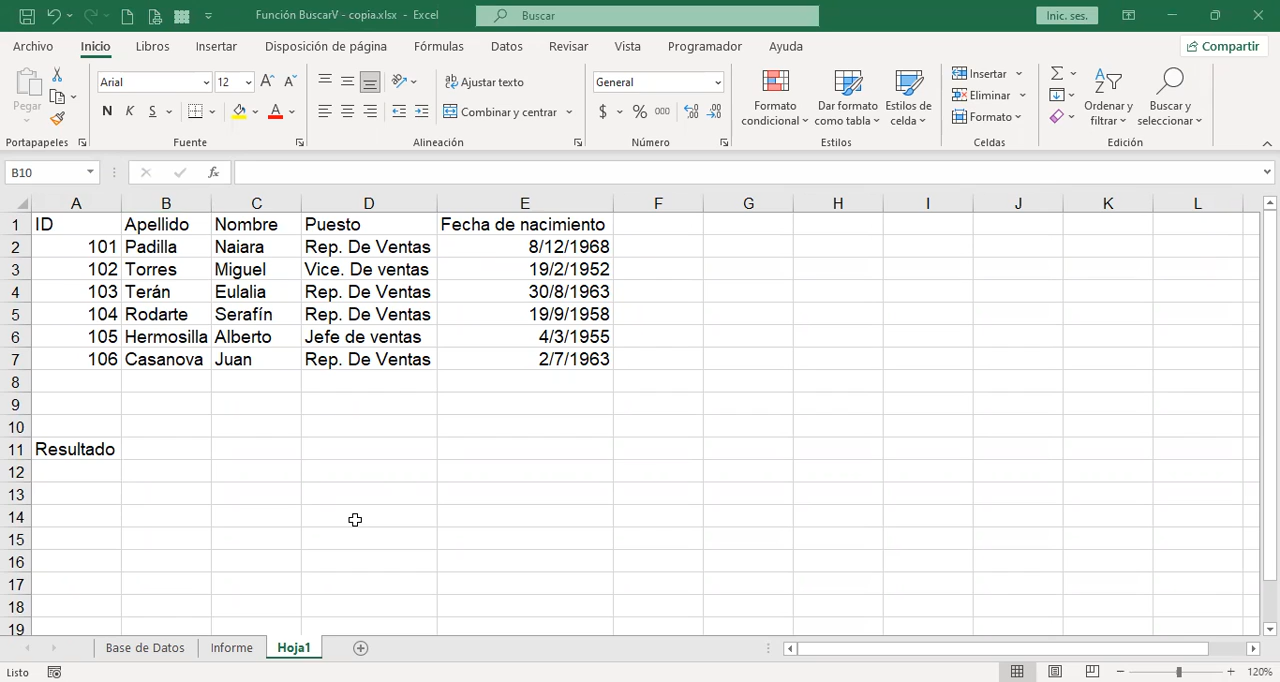 Función BuscarV - copia.xlsx - Excel
Buscar
Inic. ses.
Archivo Inicio Libros Insertar Disposición de página Fórmulas Datos Revisar Vista Programador Ayuda Compartir
Pegar
Portapapeles
Arial 12
N K S
Fuente
Ajustar texto
Combinar y centrar
Alineación
General
$ % 000
Número
Formato condicional
Dar formato como tabla
Estilos de celda
Estilos
Insertar
Eliminar
Formato
Celdas
Ordenar y filtrar
Buscar y seleccionar
Edición
B10 fx
A B C D E F G H I J K L
1 ID Apellido Nombre Puesto Fecha de nacimiento
2 101 Padilla Naiara Rep. De Ventas 8/12/1968
3 102 Torres Miguel Vice. De ventas 19/2/1952
4 103 Terán Eulalia Rep. De Ventas 30/8/1963
5 104 Rodarte Serafín Rep. De Ventas 19/9/1958
6 105 Hermosilla Alberto Jefe de ventas 4/3/1955
7 106 Casanova Juan Rep. De Ventas 2/7/1963
8
9
10
11 Resultado
12
13
14
15
16
17
18
19
Base de Datos Informe Hoja1
Listo 120%